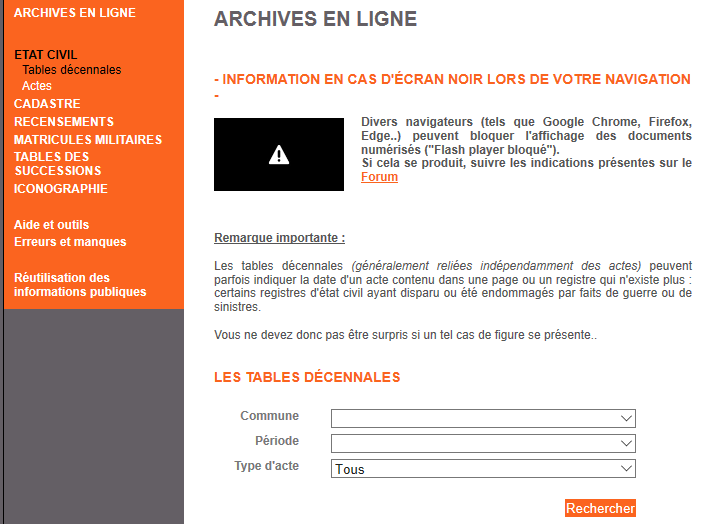 ARCHIVES EN LIGNE
ETAT CIVIL
Tables décennales
Actes
CADASTRE
RECENSEMENTS
MATRICULES MILITAIRES
TABLES DES
SUCCESSIONS
ICONOGRAPHIE
Aide et outils
Erreurs et manques
Réutilisation des
informations publiques
ARCHIVES EN LIGNE
- INFORMATION EN CAS D'ÉCRAN NOIR LORS DE VOTRE NAVIGATION
-
Divers navigateurs (tels que Google Chrome, Firefox,
Edge..) peuvent bloquer l'affichage des documents
numérisés ("Flash player bloqué").
Si cela se produit, suivre les indications présentes sur le
Forum
Remarque importante :
Les tables décennales (généralement reliées indépendamment des actes) peuvent
parfois indiquer la date d'un acte contenu dans une page ou un registre qui n'existe plus :
certains registres d'état civil ayant disparu ou été endommagés par faits de guerre ou de
sinistres.
Vous ne devez donc pas être surpris si un tel cas de figure se présente..
LES TABLES DÉCENNALES
Commune
Période
Type d'acte Tous
Rechercher